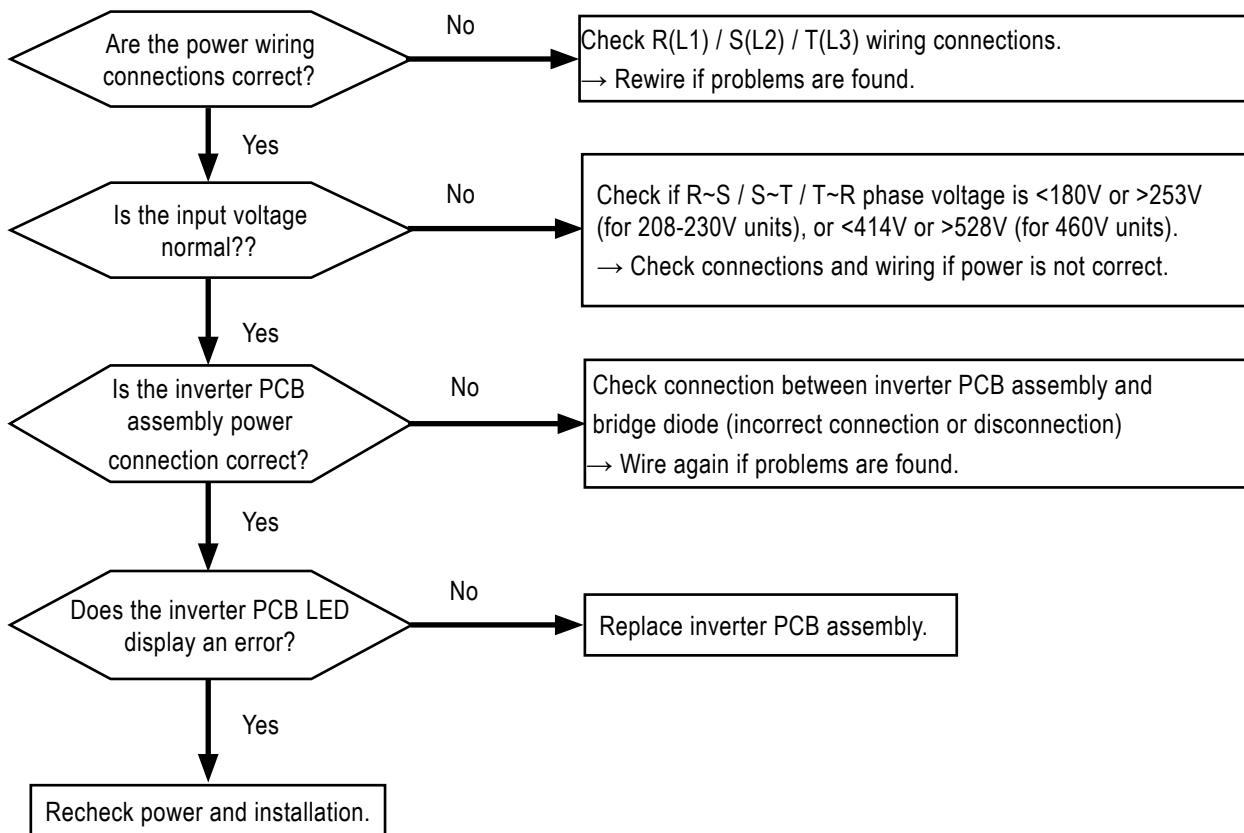 Are the power wiring
connections correct?
No
Check R(L1) / S(L2) / T(L3) wiring connections.
→ Rewire if problems are found.
Yes
Is the input voltage
normal??
No
Check if R~S / S~T / T~R phase voltage is <180V or >253V
(for 208-230V units), or <414V or >528V (for 460V units).
→ Check connections and wiring if power is not correct.
Yes
Is the inverter PCB
assembly power
connection correct?
No
Check connection between inverter PCB assembly and
bridge diode (incorrect connection or disconnection)
→ Wire again if problems are found.
Yes
Does the inverter PCB LED
display an error?
No
Replace inverter PCB assembly.
Yes
Recheck power and installation.